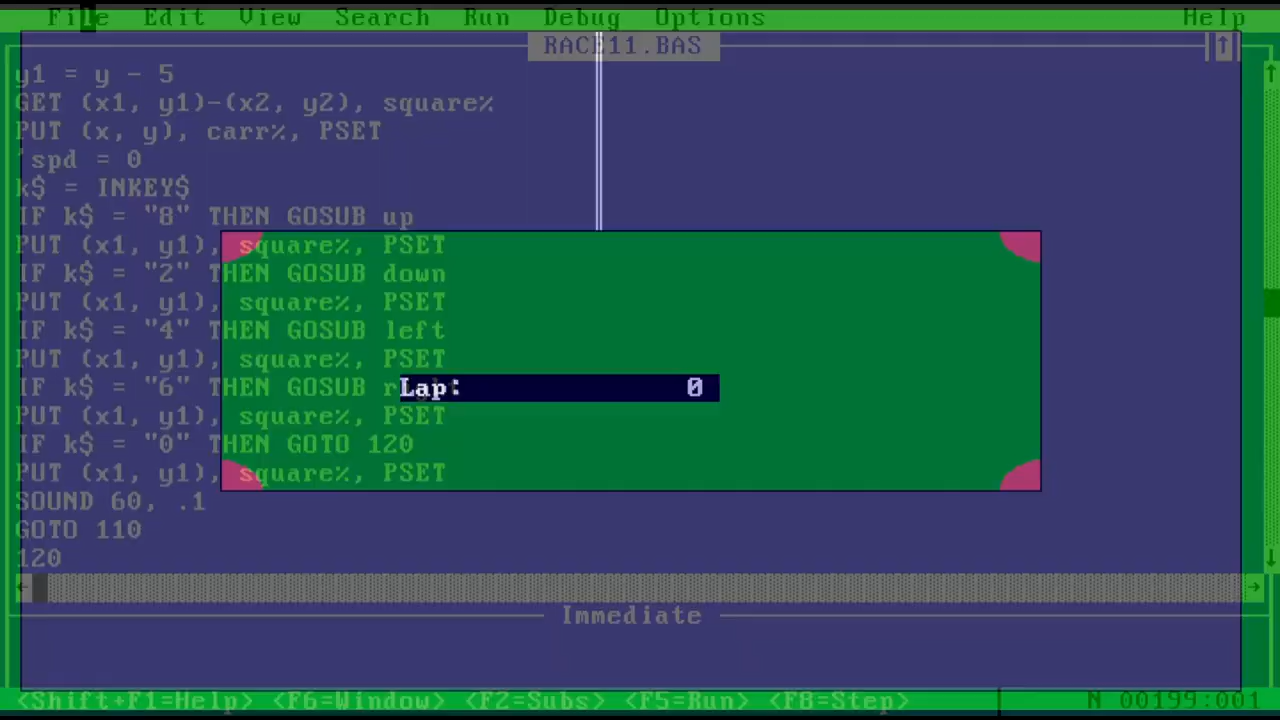 File Edit View Search Run Debug Options Help
RACE11.BAS
y1 = y - 5
GET (x1, y1)-(x2, y2), square%
PUT (x, y), carr%, PSET
'spd = 0
k$ = INKEY$
IF k$ = "8" THEN GOSUB up
PUT (x1, y1), square%, PSET
IF k$ = "2" THEN GOSUB down
PUT (x1, y1), square%, PSET
IF k$ = "4" THEN GOSUB left
PUT (x1, y1), square%, PSET
IF k$ = "6" THEN GOSUB
Lap: 0
PUT (x1, y1), square%, PSET
IF k$ = "0" THEN GOTO 120
PUT (x1, y1), square%, PSET
SOUND 60, .1
GOTO 110
120
Immediate
<Shift+F1=Help> <F6=Window> <F2=Subs> <F5=Run> <F8=Step> N 00199:001